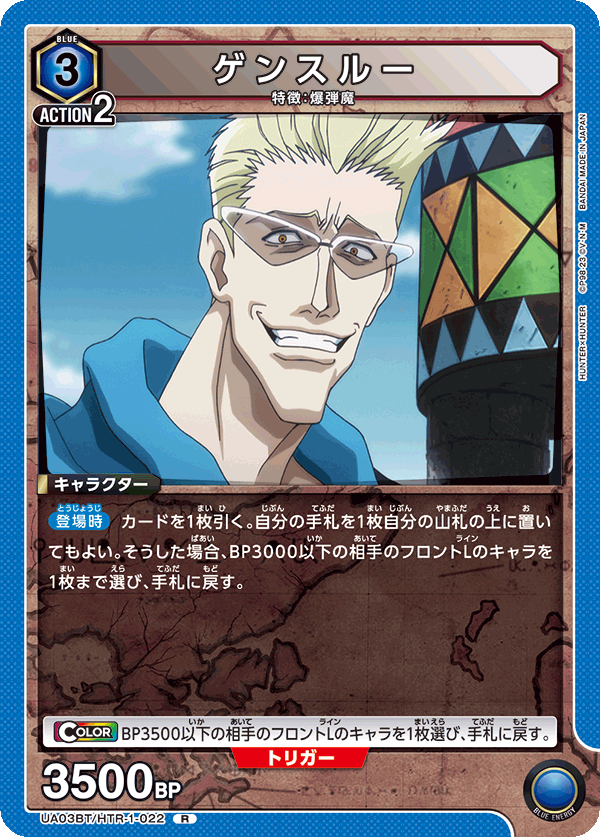 BLUE
3
ACTION2
ゲンスルー
特徴:爆弾魔
HUNTER×HUNTER ©P98-23 ©V・N・M BANDAI MADE IN JAPAN
キャラクター
登場時 カードを1枚引く。自分の手札を1枚自分の山札の上に置い
てもよい。そうした場合、BP3000以下の相手のフロントLのキャラを
1枚まで選び、手札に戻す。
COLOR BP3500以下の相手のフロントLのキャラを1枚選び、手札に戻す。
トリガー
3500BP
BLUE ENERGY
UA03BT/HTR-1-022 R